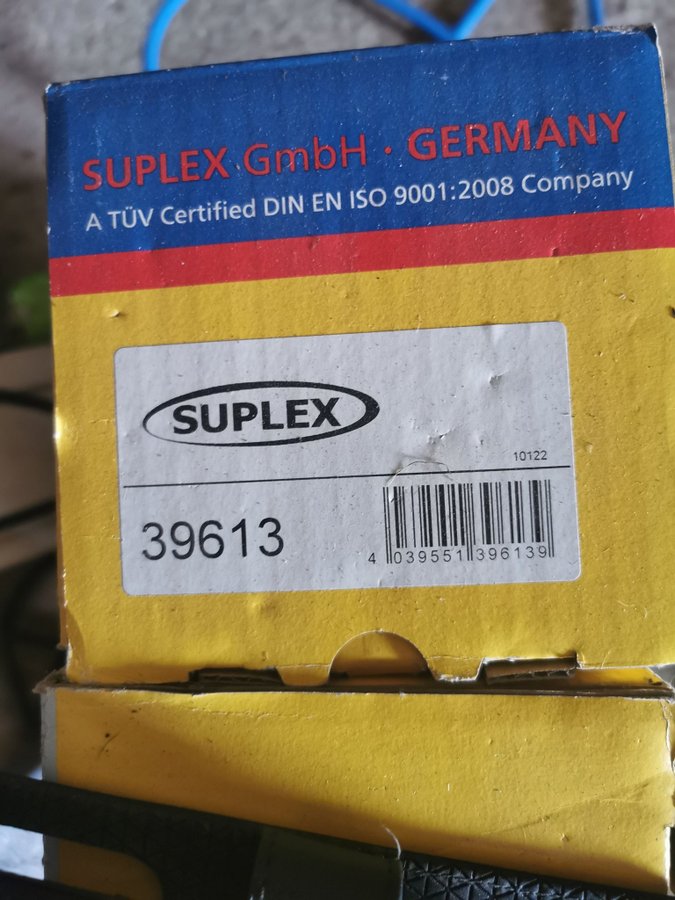 SUPLEX GmbH · GERMANY
A TÜV Certified DIN EN ISO 9001:2008 Company
SUPLEX
10122
39613
4 039551 396139